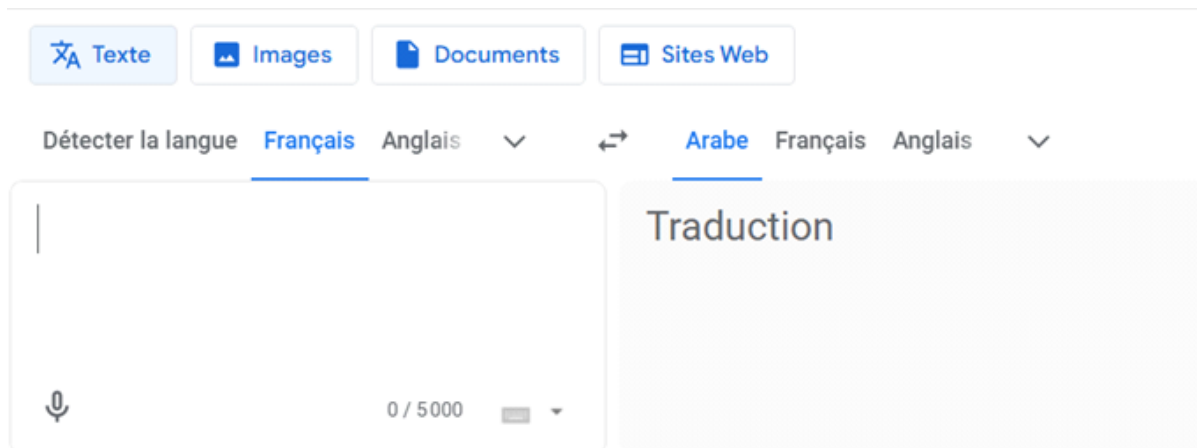 Texte Images Documents Sites Web
Détecter la langue Français Anglais Arabe Français Anglais
Traduction
0 / 5000